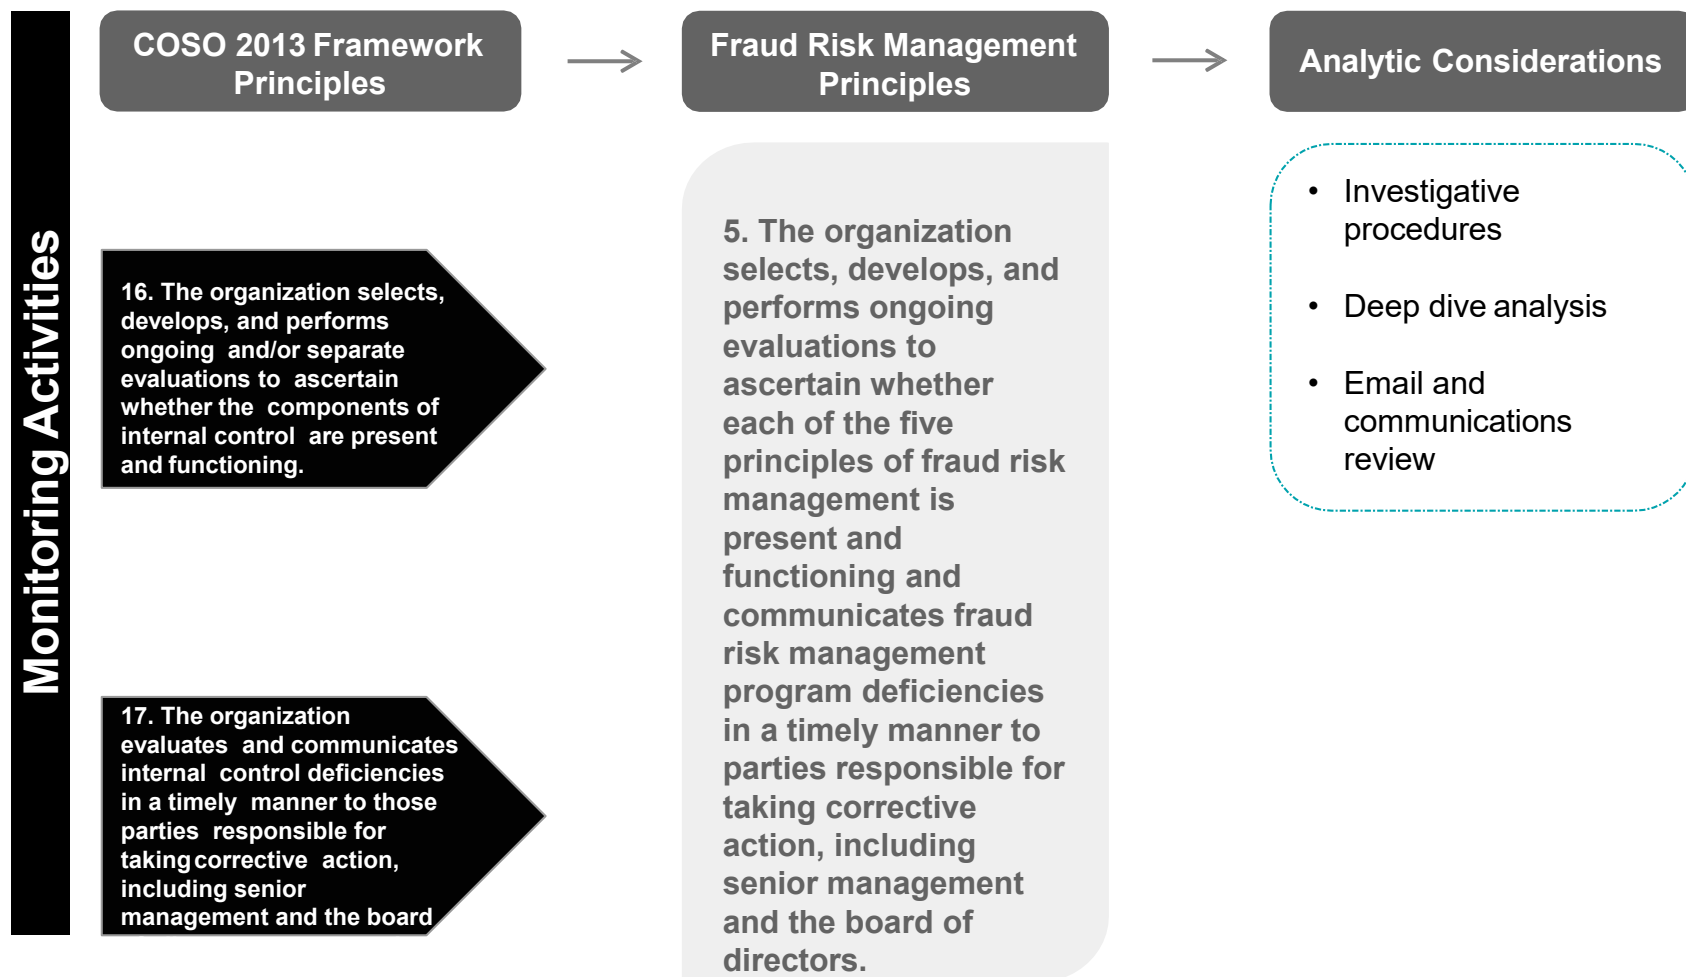 Monitoring Activities
COSO 2013 Framework
Principles
Fraud Risk Management
Principles
Analytic Considerations
16. The organization selects,
develops, and performs
ongoing and/or separate
evaluations to ascertain
whether the components of
internal control are present
and functioning.
17. The organization
evaluates and communicates
internal control deficiencies
in a timely manner to those
parties responsible for
taking corrective action,
including senior
management and the board
5. The organization
selects, develops, and
performs ongoing
evaluations to
ascertain whether
each of the five
principles of fraud risk
management is
present and
functioning and
communicates fraud
risk management
program deficiencies
in a timely manner to
parties responsible for
taking corrective
action, including
senior management
and the board of
directors.
• Investigative
procedures
• Deep dive analysis
• Email and
communications
review